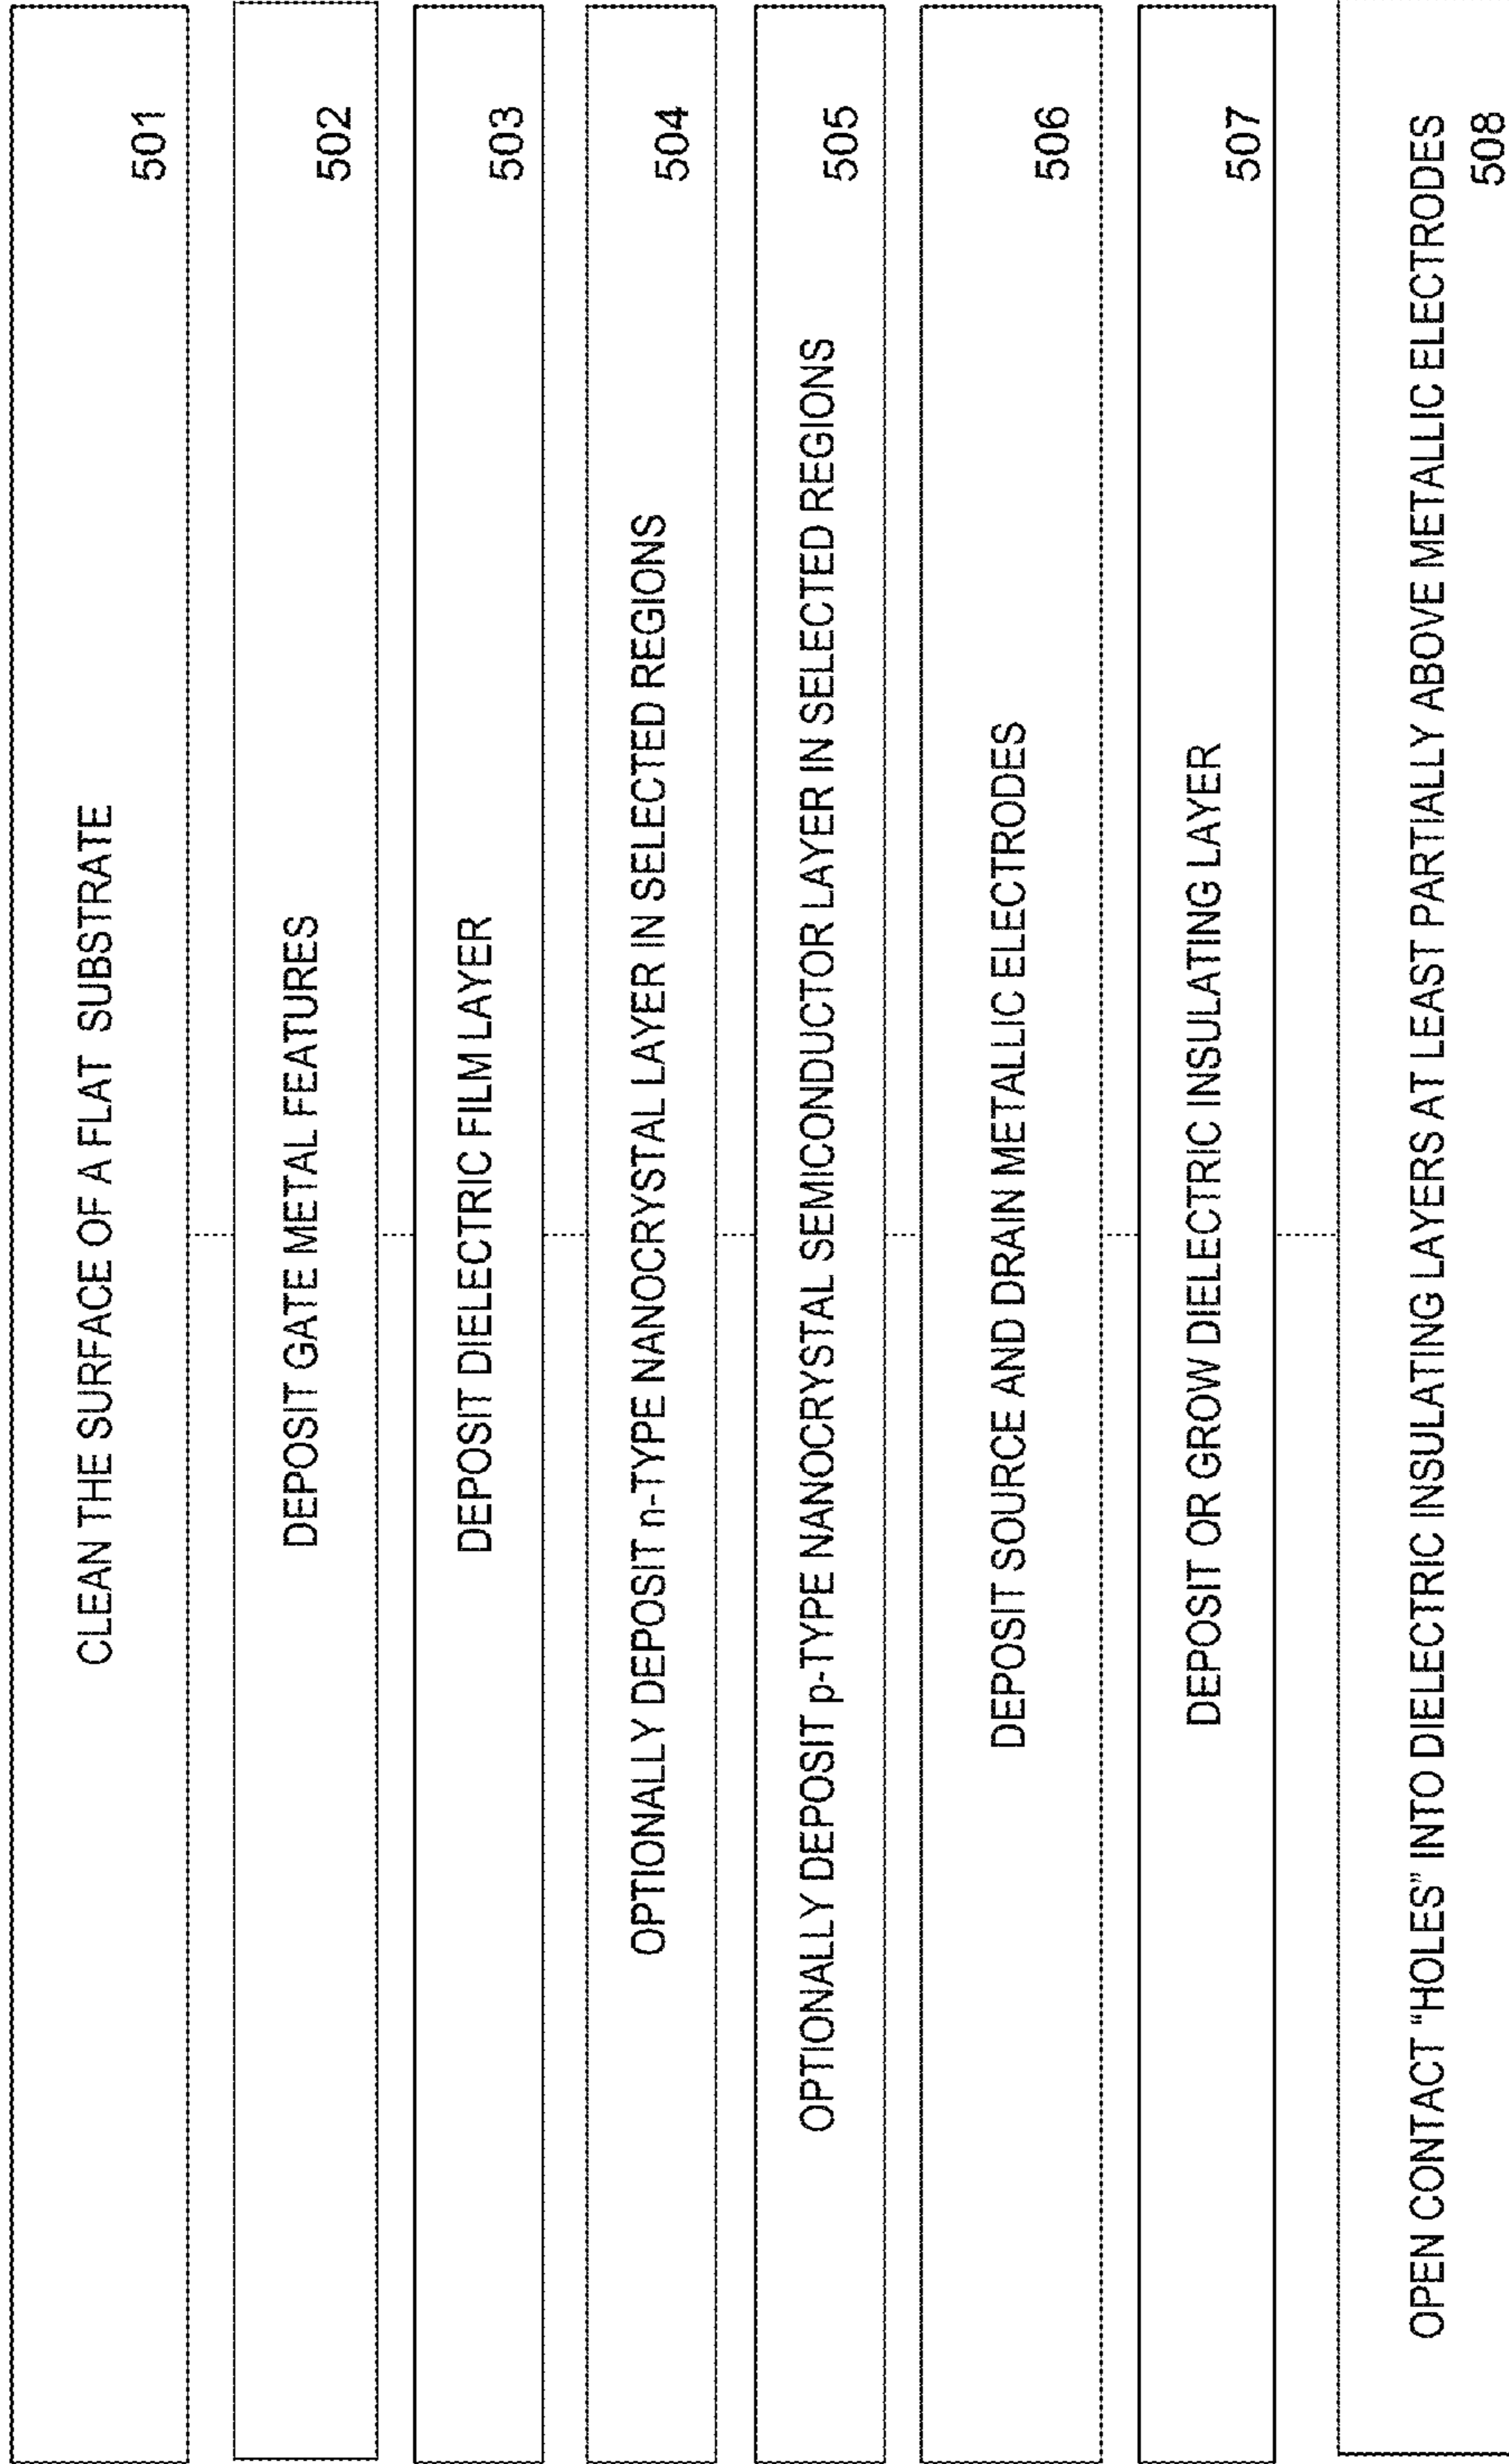 CLEAN THE SURFACE OF A FLAT SUBSTRATE
501
DEPOSIT GATE METAL FEATURES
502
DEPOSIT DIELECTRIC FILM LAYER
503
OPTIONALLY DEPOSIT n-TYPE NANOCRYSTAL LAYER IN SELECTED REGIONS
504
OPTIONALLY DEPOSIT p-TYPE NANOCRYSTAL SEMICONDUCTOR LAYER IN SELECTED REGIONS
505
DEPOSIT SOURCE AND DRAIN METALLIC ELECTRODES
506
DEPOSIT OR GROW DIELECTRIC INSULATING LAYER
507
OPEN CONTACT "HOLES" INTO DIELECTRIC INSULATING LAYERS AT LEAST PARTIALLY ABOVE METALLIC ELECTRODES
508